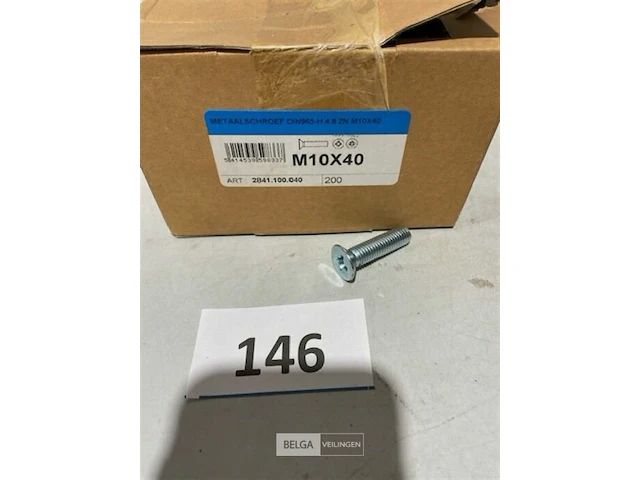 METAALSCHROEF DIN965-H 4.8 ZN M10X40
M10X40
ART : 2841.100.040 200
146
BELGA VEILINGEN